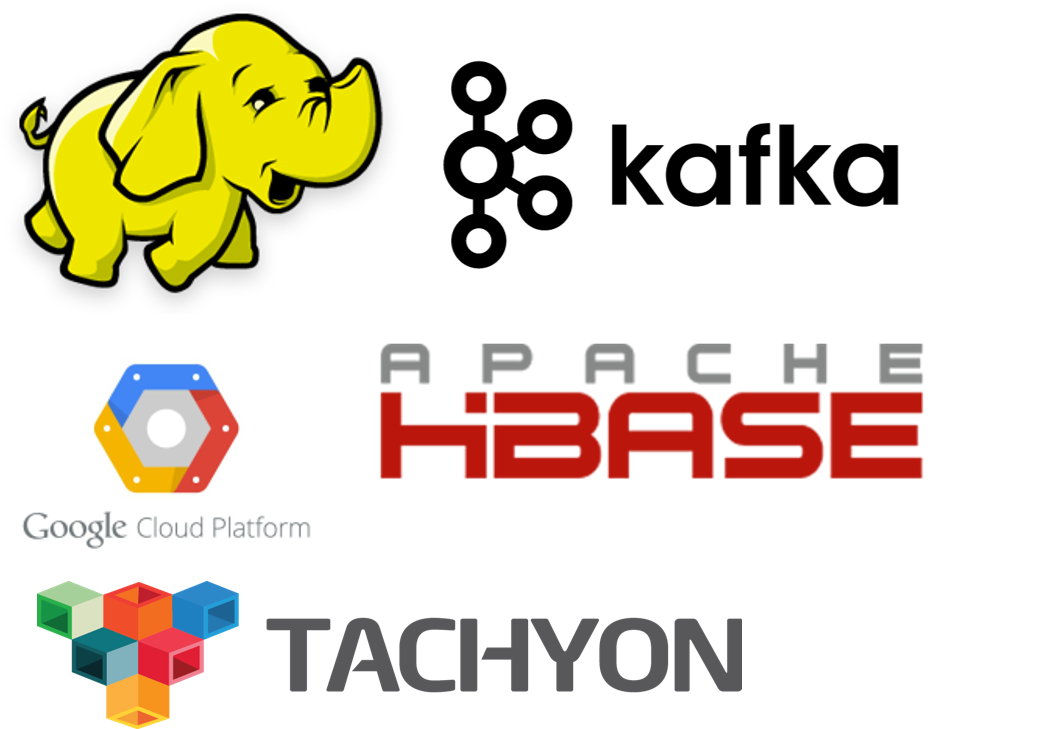 kafka
APACHE
HBASE
Google Cloud Platform
TACHYON